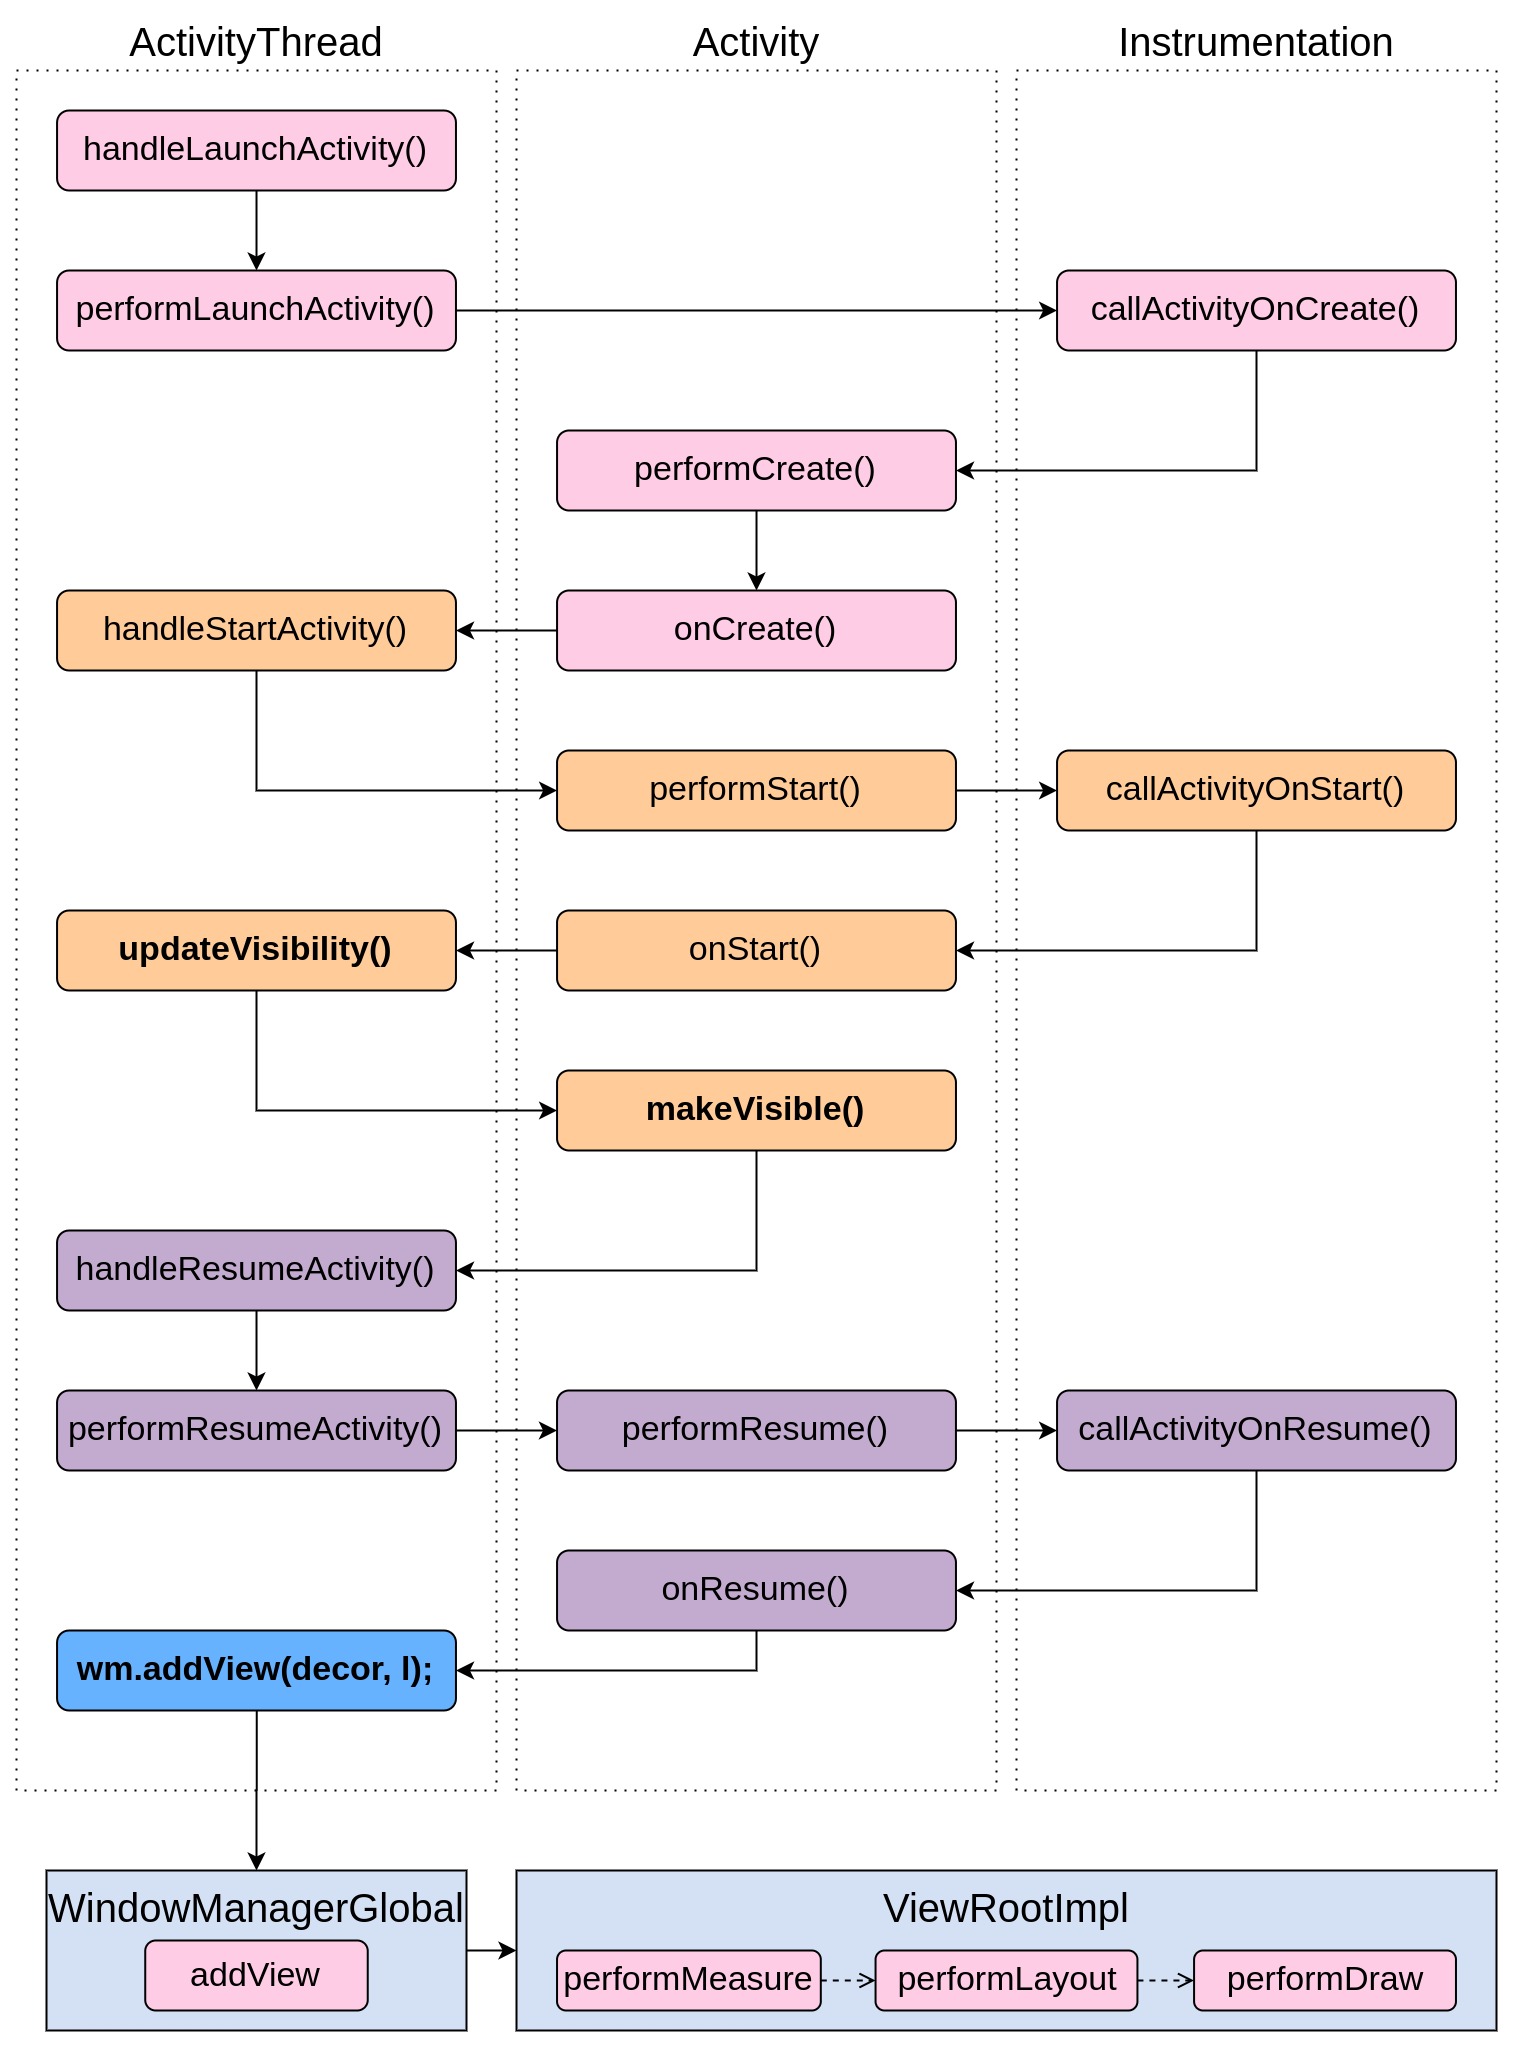 ActivityThread
Activity
Instrumentation
handleLaunchActivity()
performLaunchActivity()
callActivityOnCreate()
performCreate()
handleStartActivity()
onCreate()
performStart()
callActivityOnStart()
updateVisibility()
onStart()
makeVisible()
handleResumeActivity()
performResumeActivity()
performResume()
callActivityOnResume()
onResume()
wm.addView(decor, l);
WindowManagerGlobal
addView
ViewRootImpl
performMeasure
performLayout
performDraw